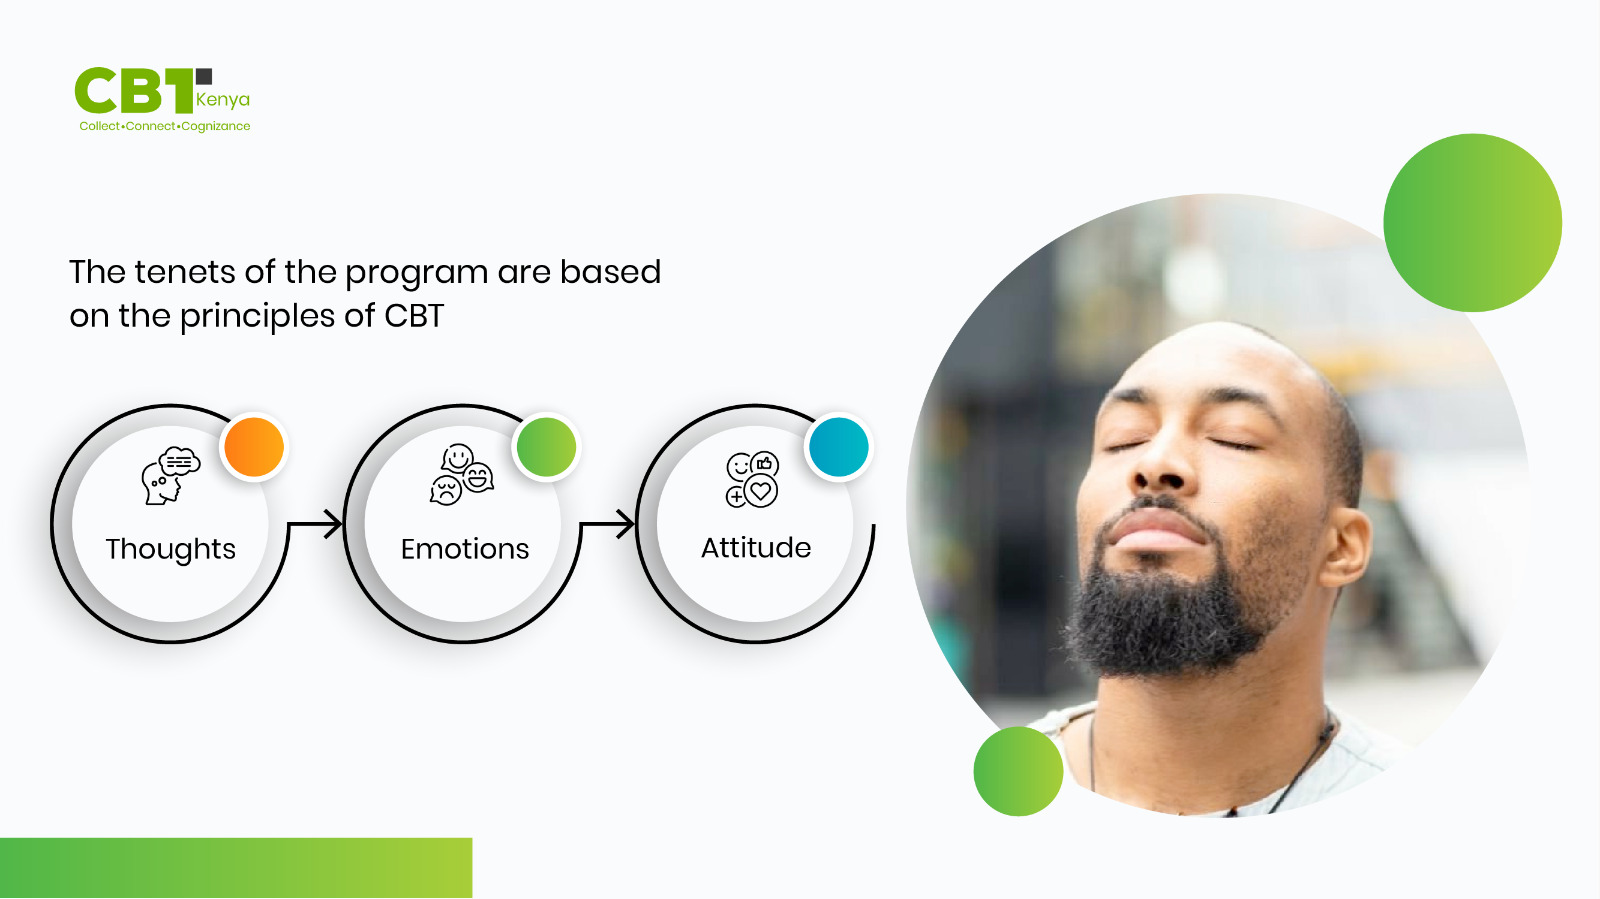 CBT Kenya
Collect•Connect•Cognizance
The tenets of the program are based
on the principles of CBT
Thoughts
Emotions
Attitude